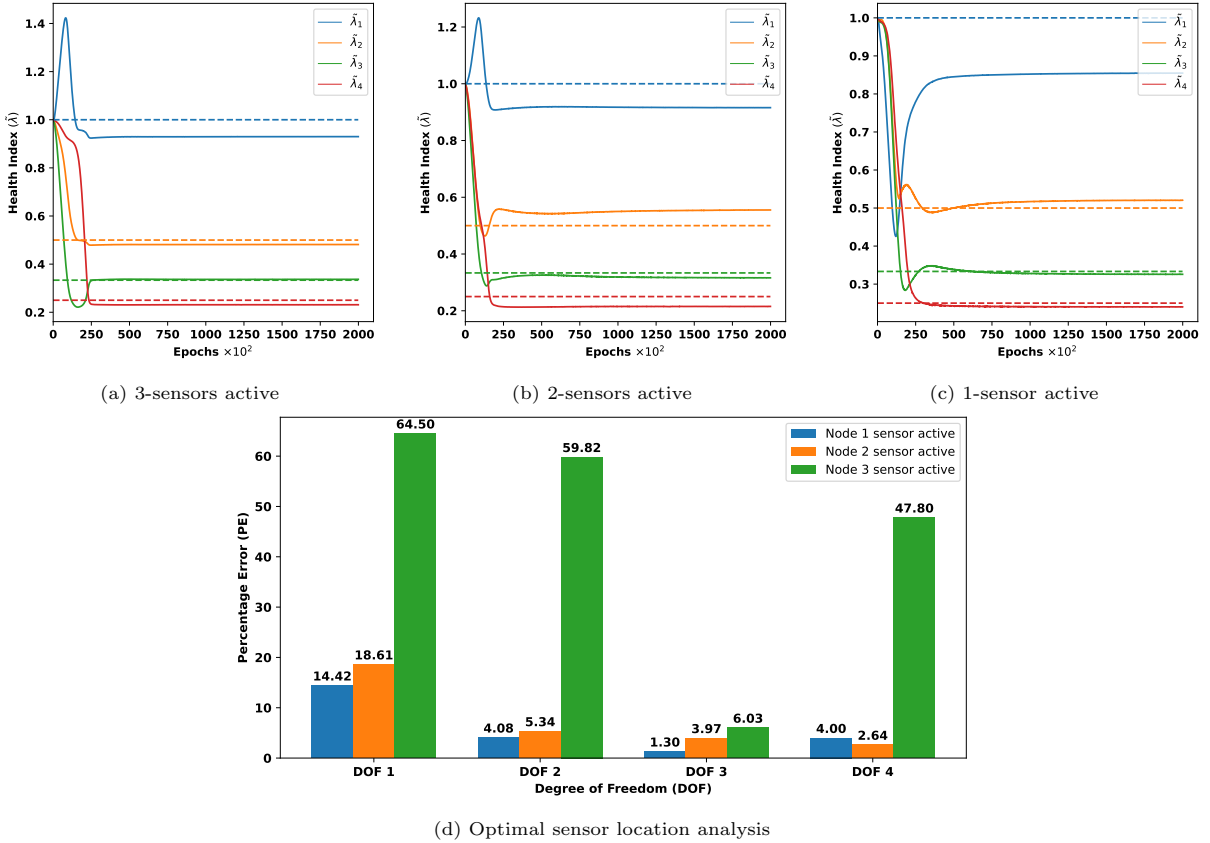 1.4
1.2
1.0
0.8
0.6
0.4
0.2
Health Index (λ̃)
0 250 500 750 1000 1250 1500 1750 2000
Epochs ×10²
λ̃₁
λ̃₂
λ̃₃
λ̃₄
(a) 3-sensors active
1.2
1.0
0.8
0.6
0.4
0.2
Health Index (λ̃)
0 250 500 750 1000 1250 1500 1750 2000
Epochs ×10²
λ̃₁
λ̃₂
λ̃₃
λ̃₄
(b) 2-sensors active
1.0
0.9
0.8
0.7
0.6
0.5
0.4
0.3
Health Index (λ̃)
0 250 500 750 1000 1250 1500 1750 2000
Epochs ×10²
λ̃₁
λ̃₂
λ̃₃
λ̃₄
(c) 1-sensor active
60
50
40
30
20
10
0
Percentage Error (PE)
Node 1 sensor active
Node 2 sensor active
Node 3 sensor active
14.42 18.61 64.50
4.08 5.34 59.82
1.30 3.97 6.03
4.00 2.64 47.80
DOF 1 DOF 2 DOF 3 DOF 4
Degree of Freedom (DOF)
(d) Optimal sensor location analysis